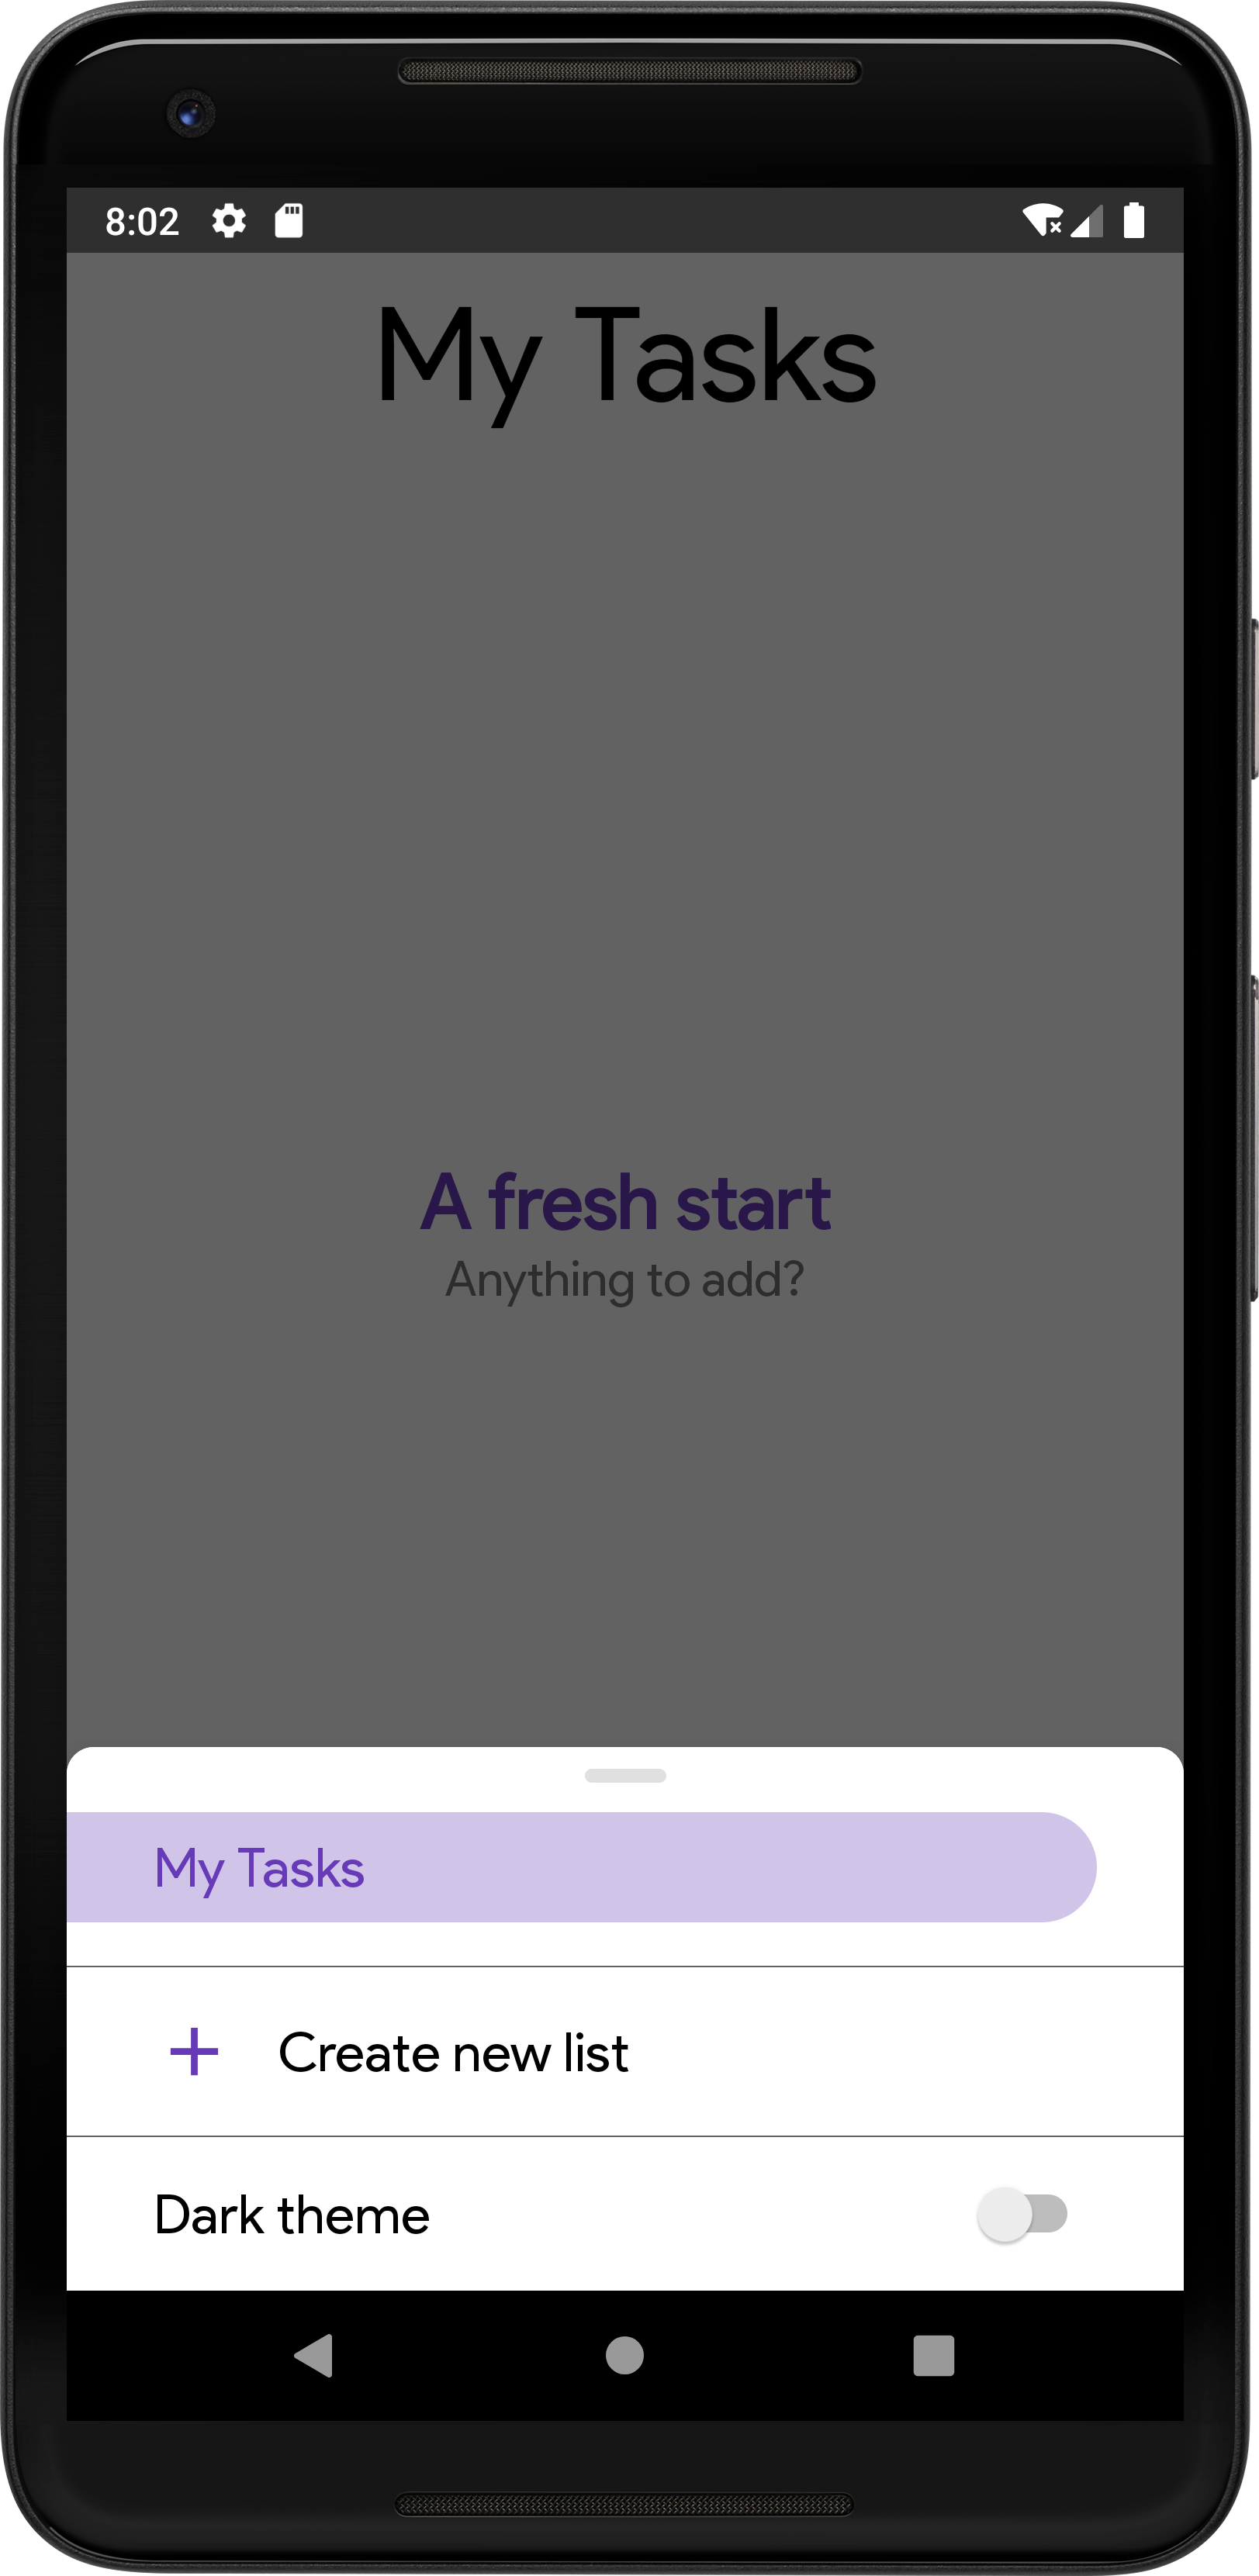 8:02
My Tasks
A fresh start
Anything to add?
My Tasks
Create new list
Dark theme